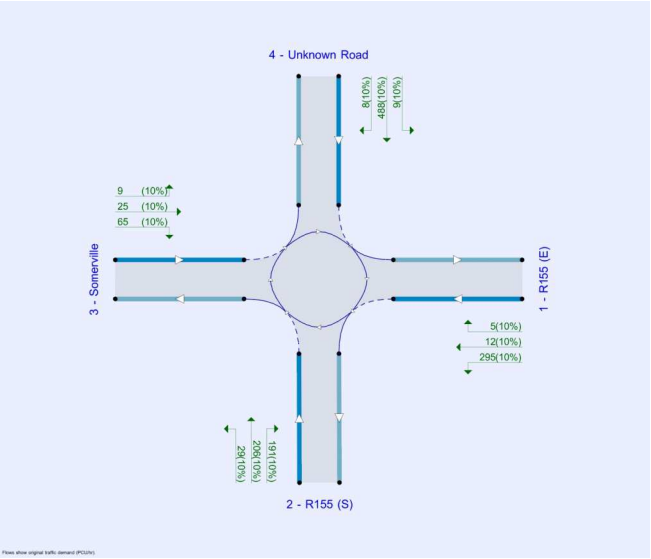 4 - Unknown Road
8(10%)
488(10%)
9(10%)
9 (10%)
25 (10%)
65 (10%)
3 - Somerville
1 - R155 (E)
5(10%)
12(10%)
295(10%)
29(10%)
206(10%)
191(10%)
2 - R155 (S)
Flows show original traffic demand (PCU/hr).